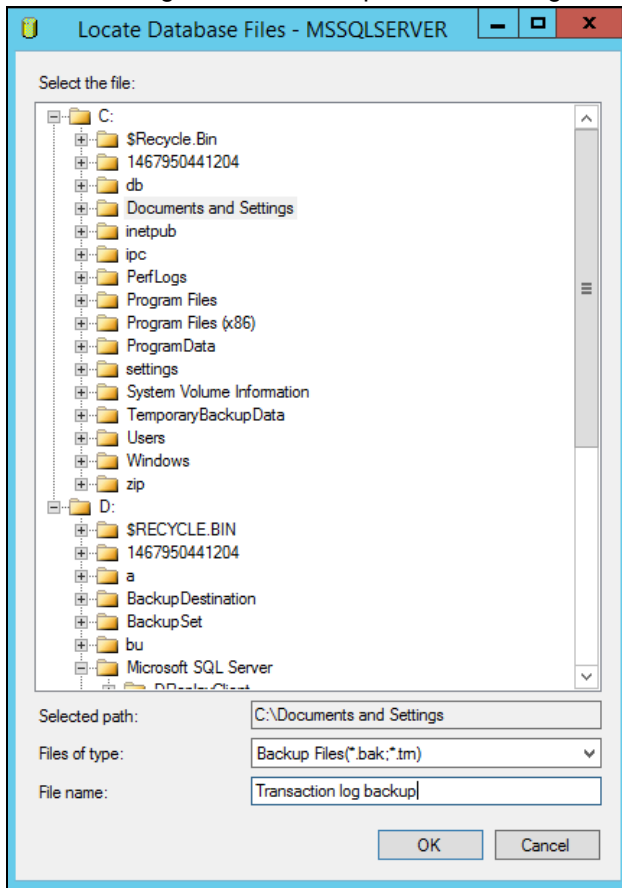 Locate Database Files - MSSQLSERVER
Select the file:
C:
$Recycle.Bin
1467950441204
db
Documents and Settings
inetpub
ipc
PerfLogs
Program Files
Program Files (x86)
ProgramData
settings
System Volume Information
TemporaryBackupData
Users
Windows
zip
D:
$RECYCLE.BIN
1467950441204
a
BackupDestination
BackupSet
bu
Microsoft SQL Server
Selected path: C:\Documents and Settings
Files of type: Backup Files(*.bak;*.trn)
File name: Transaction log backup
OK Cancel